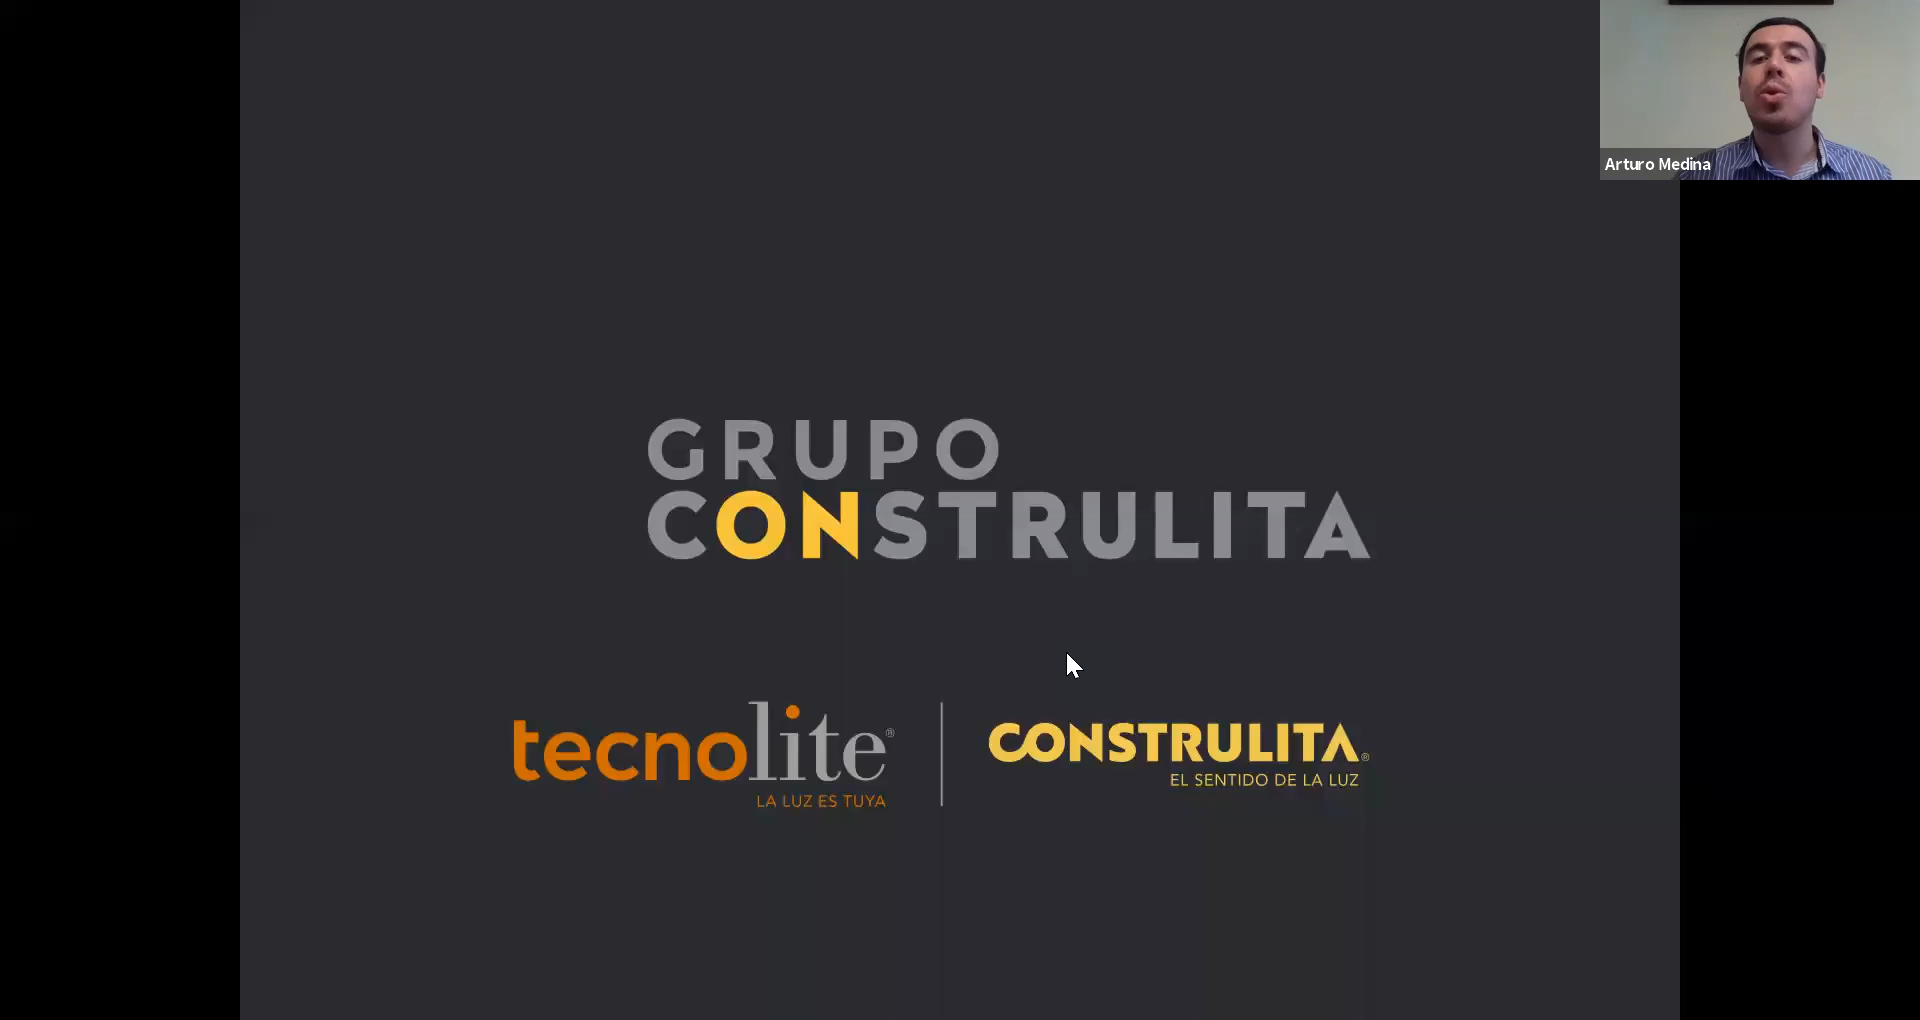 Arturo Medina
GRUPO
CONSTRULITA
tecnolite®
LA LUZ ES TUYA
CONSTRULITA®
EL SENTIDO DE LA LUZ